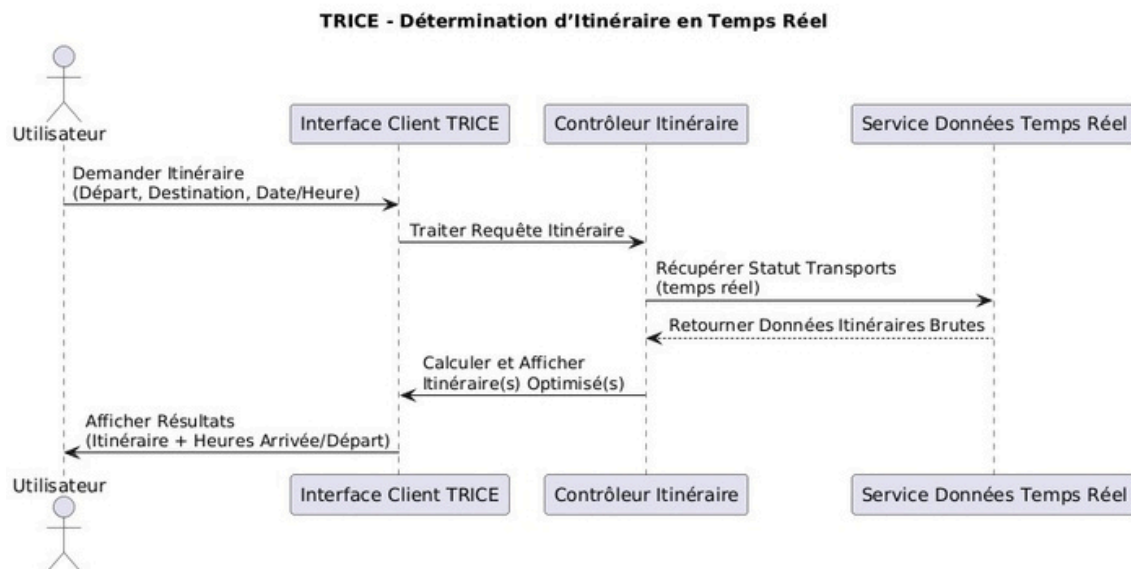 TRICE - Détermination d’Itinéraire en Temps Réel
Utilisateur
Interface Client TRICE
Contrôleur Itinéraire
Service Données Temps Réel
Demander Itinéraire
(Départ, Destination, Date/Heure)
Traiter Requête Itinéraire
Récupérer Statut Transports
(temps réel)
Retourner Données Itinéraires Brutes
Calculer et Afficher
Itinéraire(s) Optimisé(s)
Afficher Résultats
(Itinéraire + Heures Arrivée/Départ)
Utilisateur
Interface Client TRICE
Contrôleur Itinéraire
Service Données Temps Réel